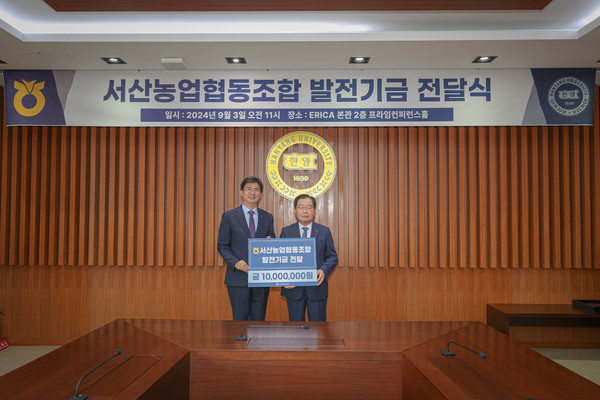 서산농업협동조합 발전기금 전달식
일시 : 2024년 9월 3일 오전 11시 장소 : ERICA 본관 2층 프라임컨퍼런스홀
HANYANG UNIVERSITY
한양
1939
서산농업협동조합
발전기금 전달
금 10,000,000원